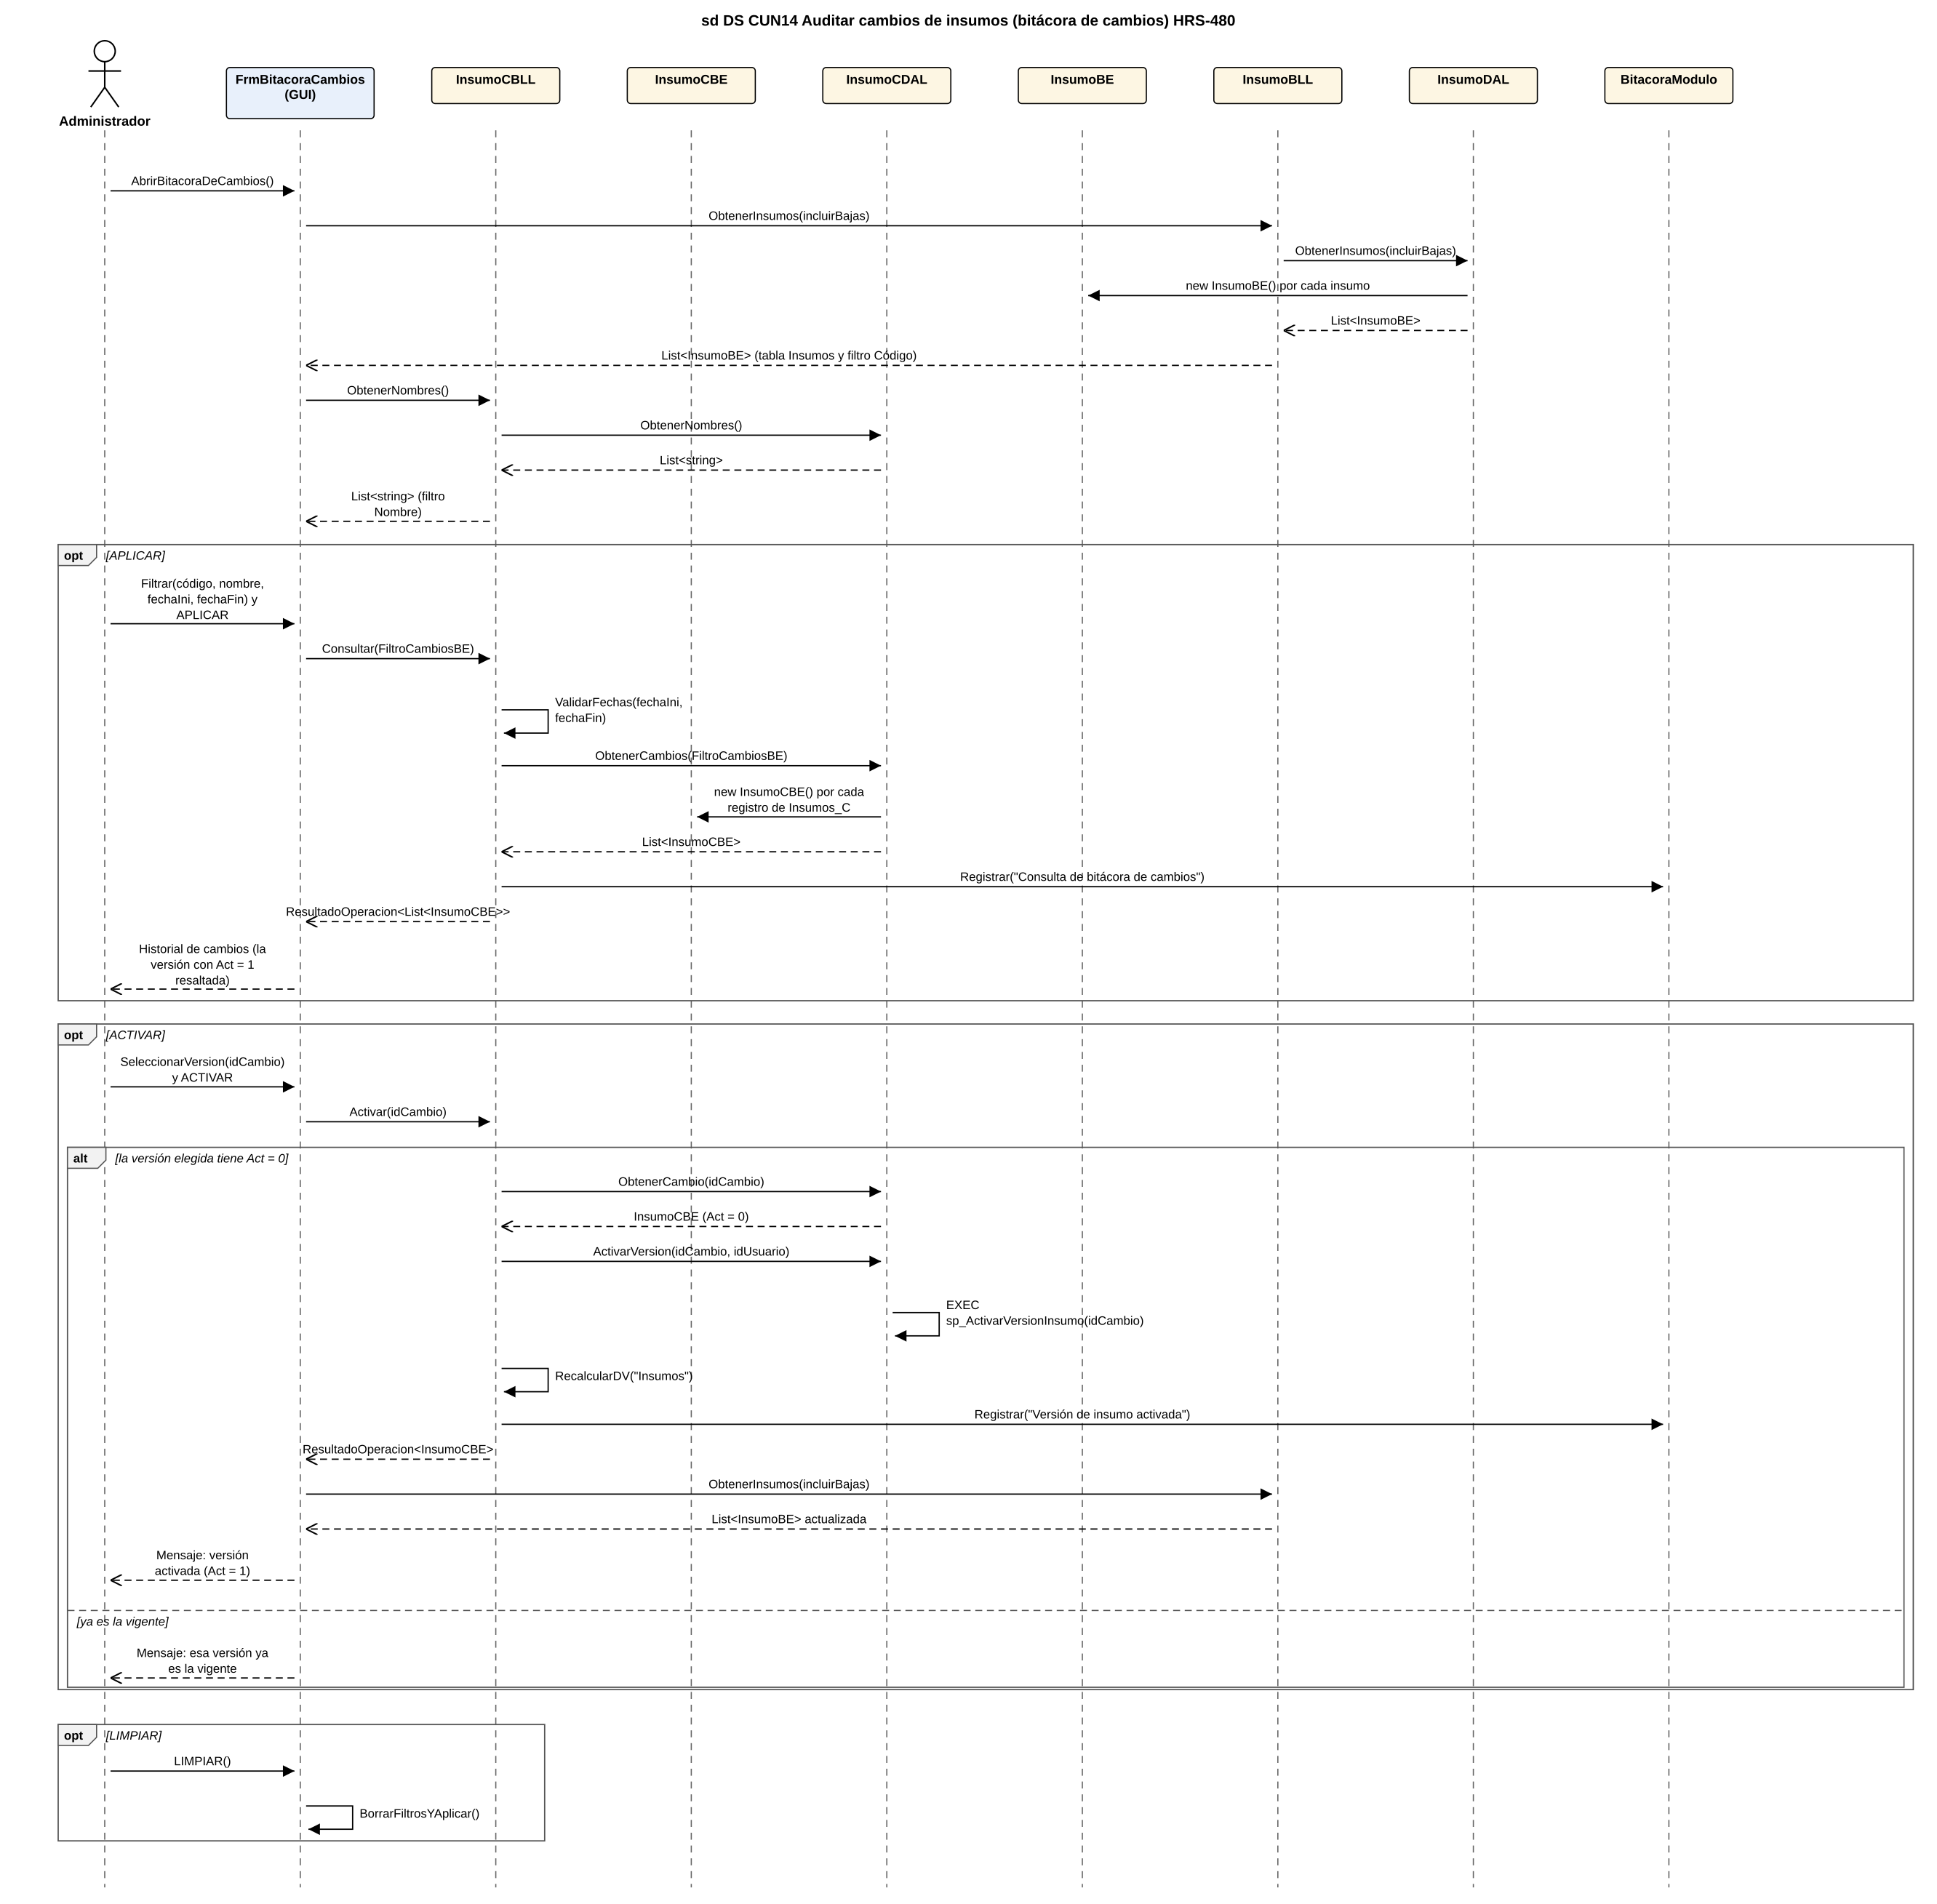 sd DS CUN14 Auditar cambios de insumos (bitácora de cambios) HRS-480
Administrador
FrmBitacoraCambios
(GUI)
InsumoCBLL
InsumoCBE
InsumoCDAL
InsumoBE
InsumoBLL
InsumoDAL
BitacoraModulo
AbrirBitacoraDeCambios()
ObtenerInsumos(incluirBajas)
ObtenerInsumos(incluirBajas)
new InsumoBE() por cada insumo
List<InsumoBE>
List<InsumoBE> (tabla Insumos y filtro Código)
ObtenerNombres()
ObtenerNombres()
List<string>
List<string> (filtro
Nombre)
opt [APLICAR]
Filtrar(código, nombre,
fechaIni, fechaFin) y
APLICAR
Consultar(FiltroCambiosBE)
ValidarFechas(fechaIni,
fechaFin)
ObtenerCambios(FiltroCambiosBE)
new InsumoCBE() por cada
registro de Insumos_C
List<InsumoCBE>
Registrar("Consulta de bitácora de cambios")
ResultadoOperacion<List<InsumoCBE>>
Historial de cambios (la
versión con Act = 1
resaltada)
opt [ACTIVAR]
SeleccionarVersion(idCambio)
y ACTIVAR
Activar(idCambio)
alt [la versión elegida tiene Act = 0]
ObtenerCambio(idCambio)
InsumoCBE (Act = 0)
ActivarVersion(idCambio, idUsuario)
EXEC
sp_ActivarVersionInsumo(idCambio)
RecalcularDV("Insumos")
Registrar("Versión de insumo activada")
ResultadoOperacion<InsumoCBE>
ObtenerInsumos(incluirBajas)
List<InsumoBE> actualizada
Mensaje: versión
activada (Act = 1)
[ya es la vigente]
Mensaje: esa versión ya
es la vigente
opt [LIMPIAR]
LIMPIAR()
BorrarFiltrosYAplicar()